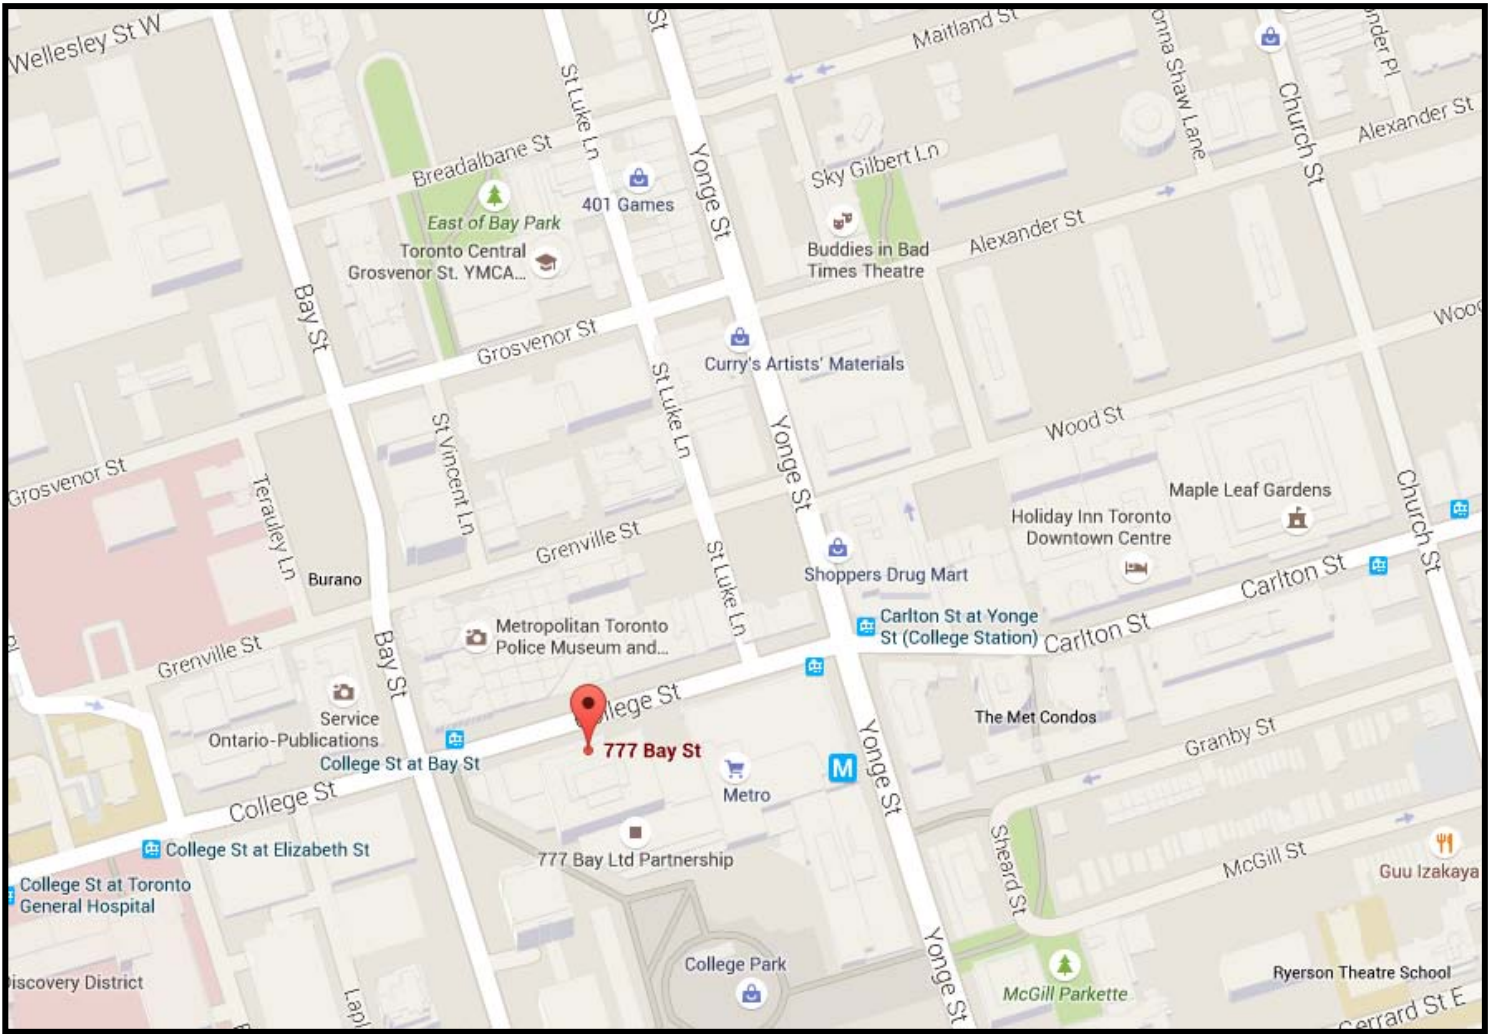 Wellesley St W
St Luke Ln
Yonge St
Maitland St
Church St
Alexander St
Breadalbane St
401 Games
Sky Gilbert Ln
East of Bay Park
Toronto Central
Grosvenor St. YMCA...
Buddies in Bad
Times Theatre
Alexander St
Bay St
Grosvenor St
Curry's Artists' Materials
St Luke Ln
St Vincent Ln
Yonge St
Wood St
Grosvenor St
Terauley Ln
Burano
Grenville St
St Luke Ln
Shoppers Drug Mart
Holiday Inn Toronto
Downtown Centre
Maple Leaf Gardens
Church St
Carlton St
Carlton St at Yonge
St (College Station)
Carlton St
Metropolitan Toronto
Police Museum and...
Grenville St
Bay St
Service
Ontario-Publications
College St at Bay St
777 Bay St
Metro
M
Yonge St
The Met Condos
Granby St
College St
College St at Elizabeth St
College St at Toronto
General Hospital
777 Bay Ltd Partnership
Sheard St
McGill St
Guu Izakaya
College Park
Yonge St
McGill Parkette
Ryerson Theatre School